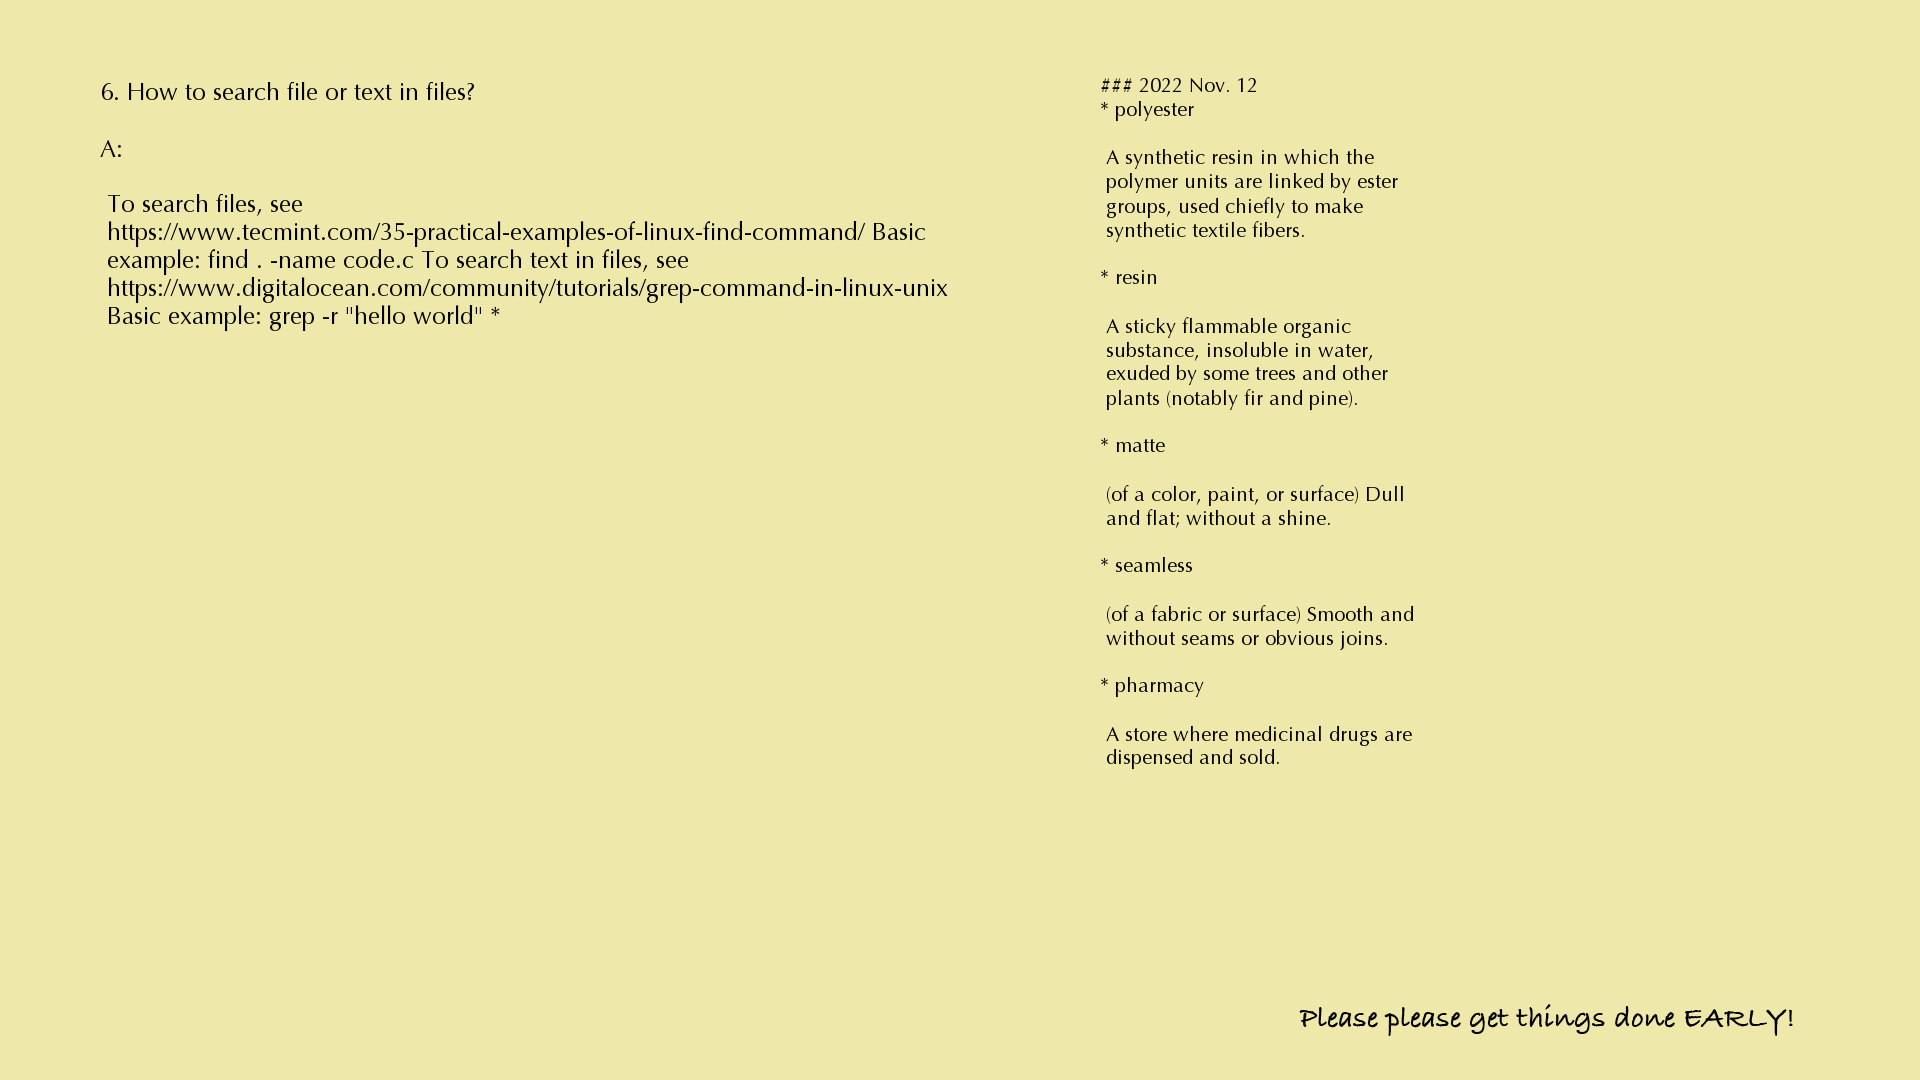 6. How to search file or text in files?
A:
To search files, see
https://www.tecmint.com/35-practical-examples-of-linux-find-command/ Basic
example: find . -name code.c To search text in files, see
https://www.digitalocean.com/community/tutorials/grep-command-in-linux-unix
Basic example: grep -r "hello world" *
### 2022 Nov. 12
* polyester
A synthetic resin in which the
polymer units are linked by ester
groups, used chiefly to make
synthetic textile fibers.
* resin
A sticky flammable organic
substance, insoluble in water,
exuded by some trees and other
plants (notably fir and pine).
* matte
(of a color, paint, or surface) Dull
and flat; without a shine.
* seamless
(of a fabric or surface) Smooth and
without seams or obvious joins.
* pharmacy
A store where medicinal drugs are
dispensed and sold.
Please please get things done EARLY!